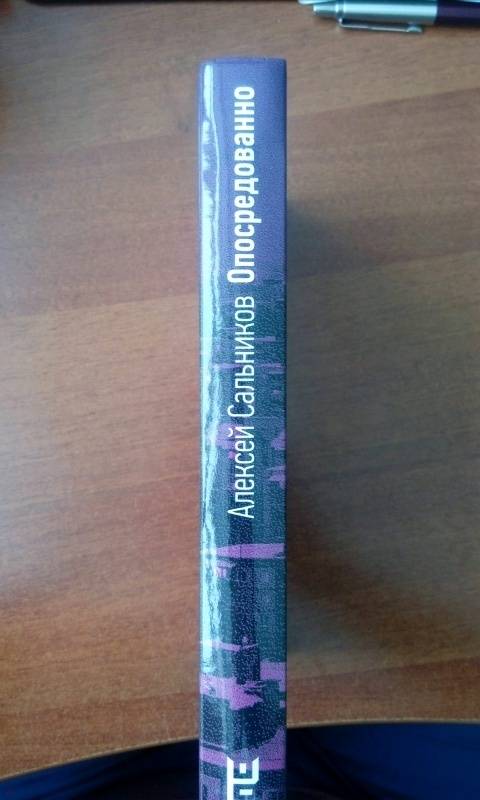 Алексей Сальников Опосредованно